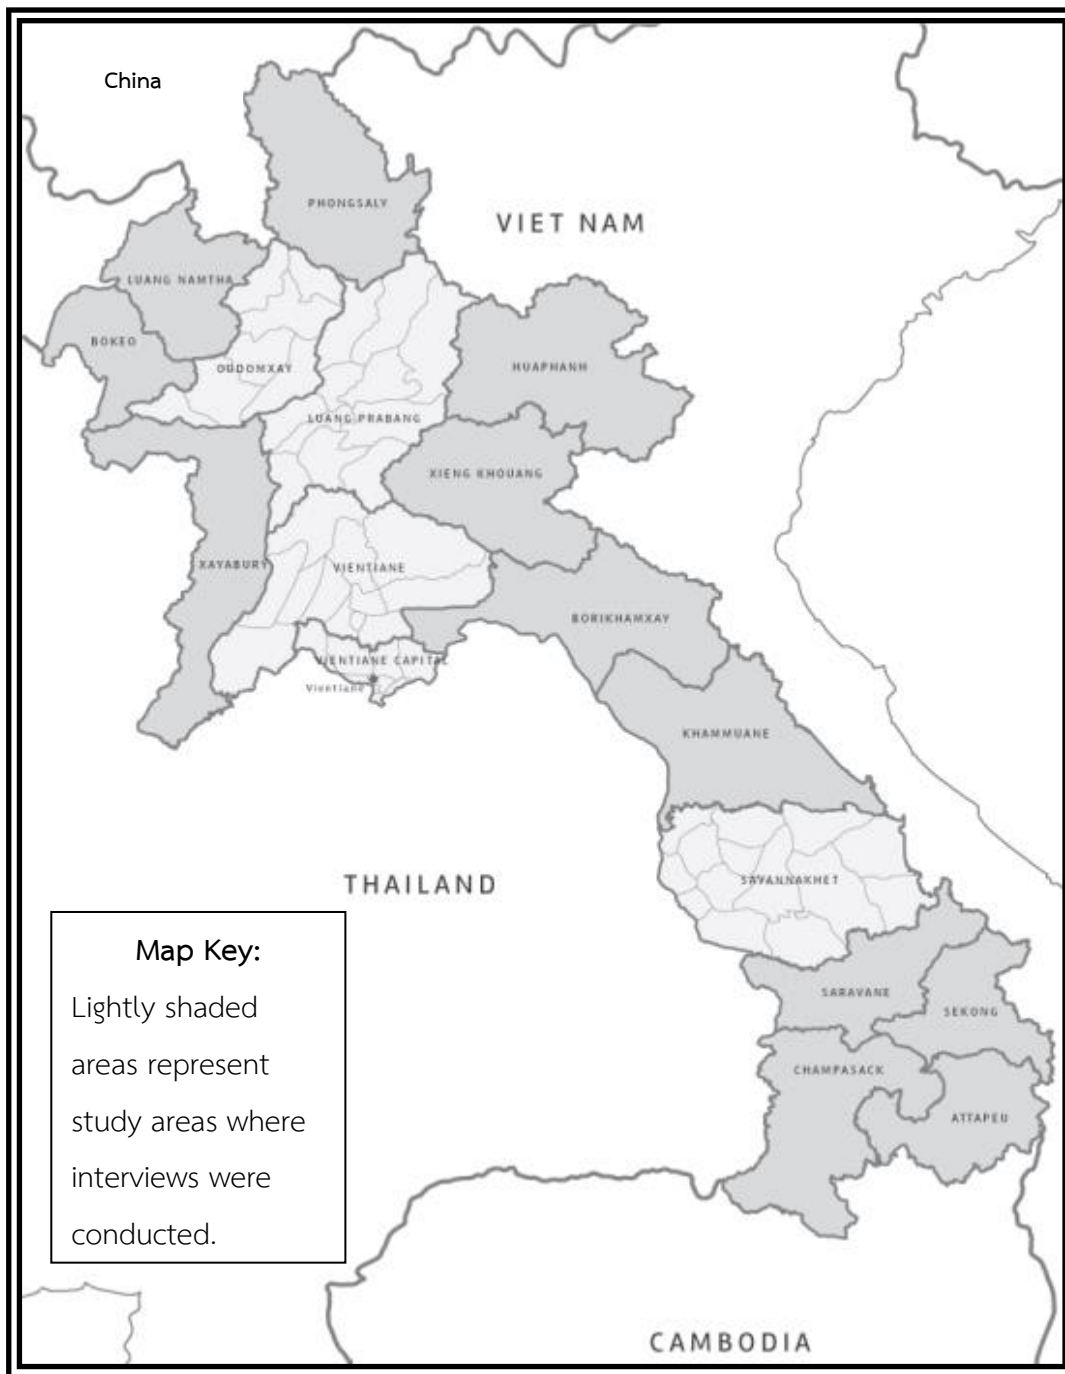 China
PHONGSALY
VIET NAM
LUANG NAMTHA
BOKEO
OUDOMXAY
HUAPHANH
LUANG PRABANG
XIENG KHOUANG
XAYABURY
VIENTIANE
BORIKHAMXAY
VIENTIANE CAPITAL
Vientiane
KHAMMUANE
THAILAND
SAVANNAKHET
Map Key:
Lightly shaded
areas represent
study areas where
interviews were
conducted.
SARAVANE
SEKONG
CHAMPASACK
ATTAPEU
CAMBODIA